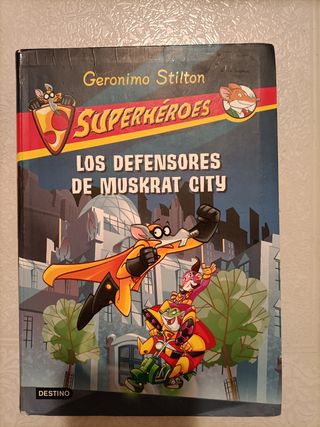 Geronimo Stilton
SUPERHÉROES
LOS DEFENSORES
DE MUSKRAT CITY
DESTINO